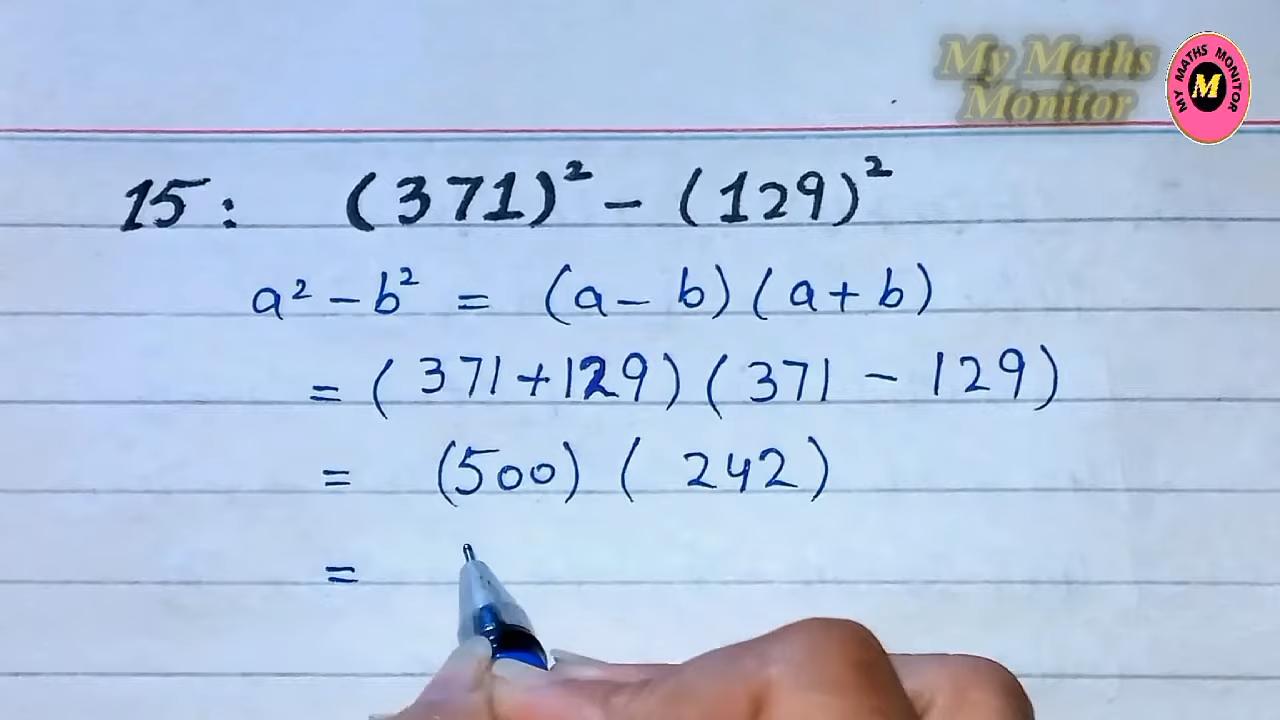 My Maths
Monitor
MY MATHS MONITOR
M
15: (371)² - (129)²
a² - b² = (a - b)(a + b)
= (371 + 129)(371 - 129)
= (500)(242)
=